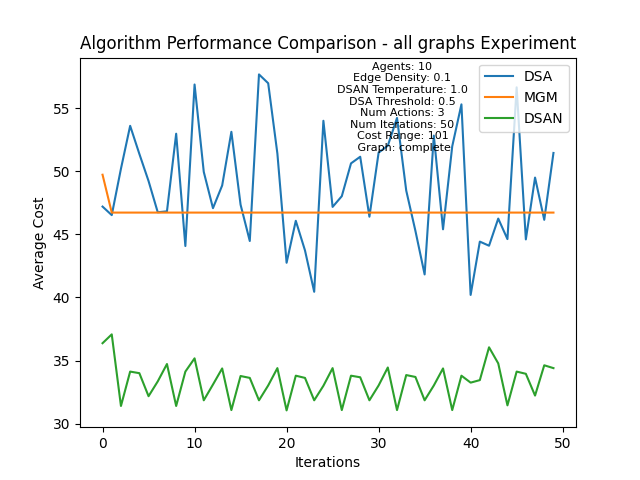 Algorithm Performance Comparison - all graphs Experiment
Agents: 10
Edge Density: 0.1
DSAN Temperature: 1.0
DSA Threshold: 0.5
Num Actions: 3
Num Iterations: 50
Cost Range: 101
Graph: complete
DSA
MGM
DSAN
Average Cost
55
50
45
40
35
30
0
10
20
30
40
50
Iterations